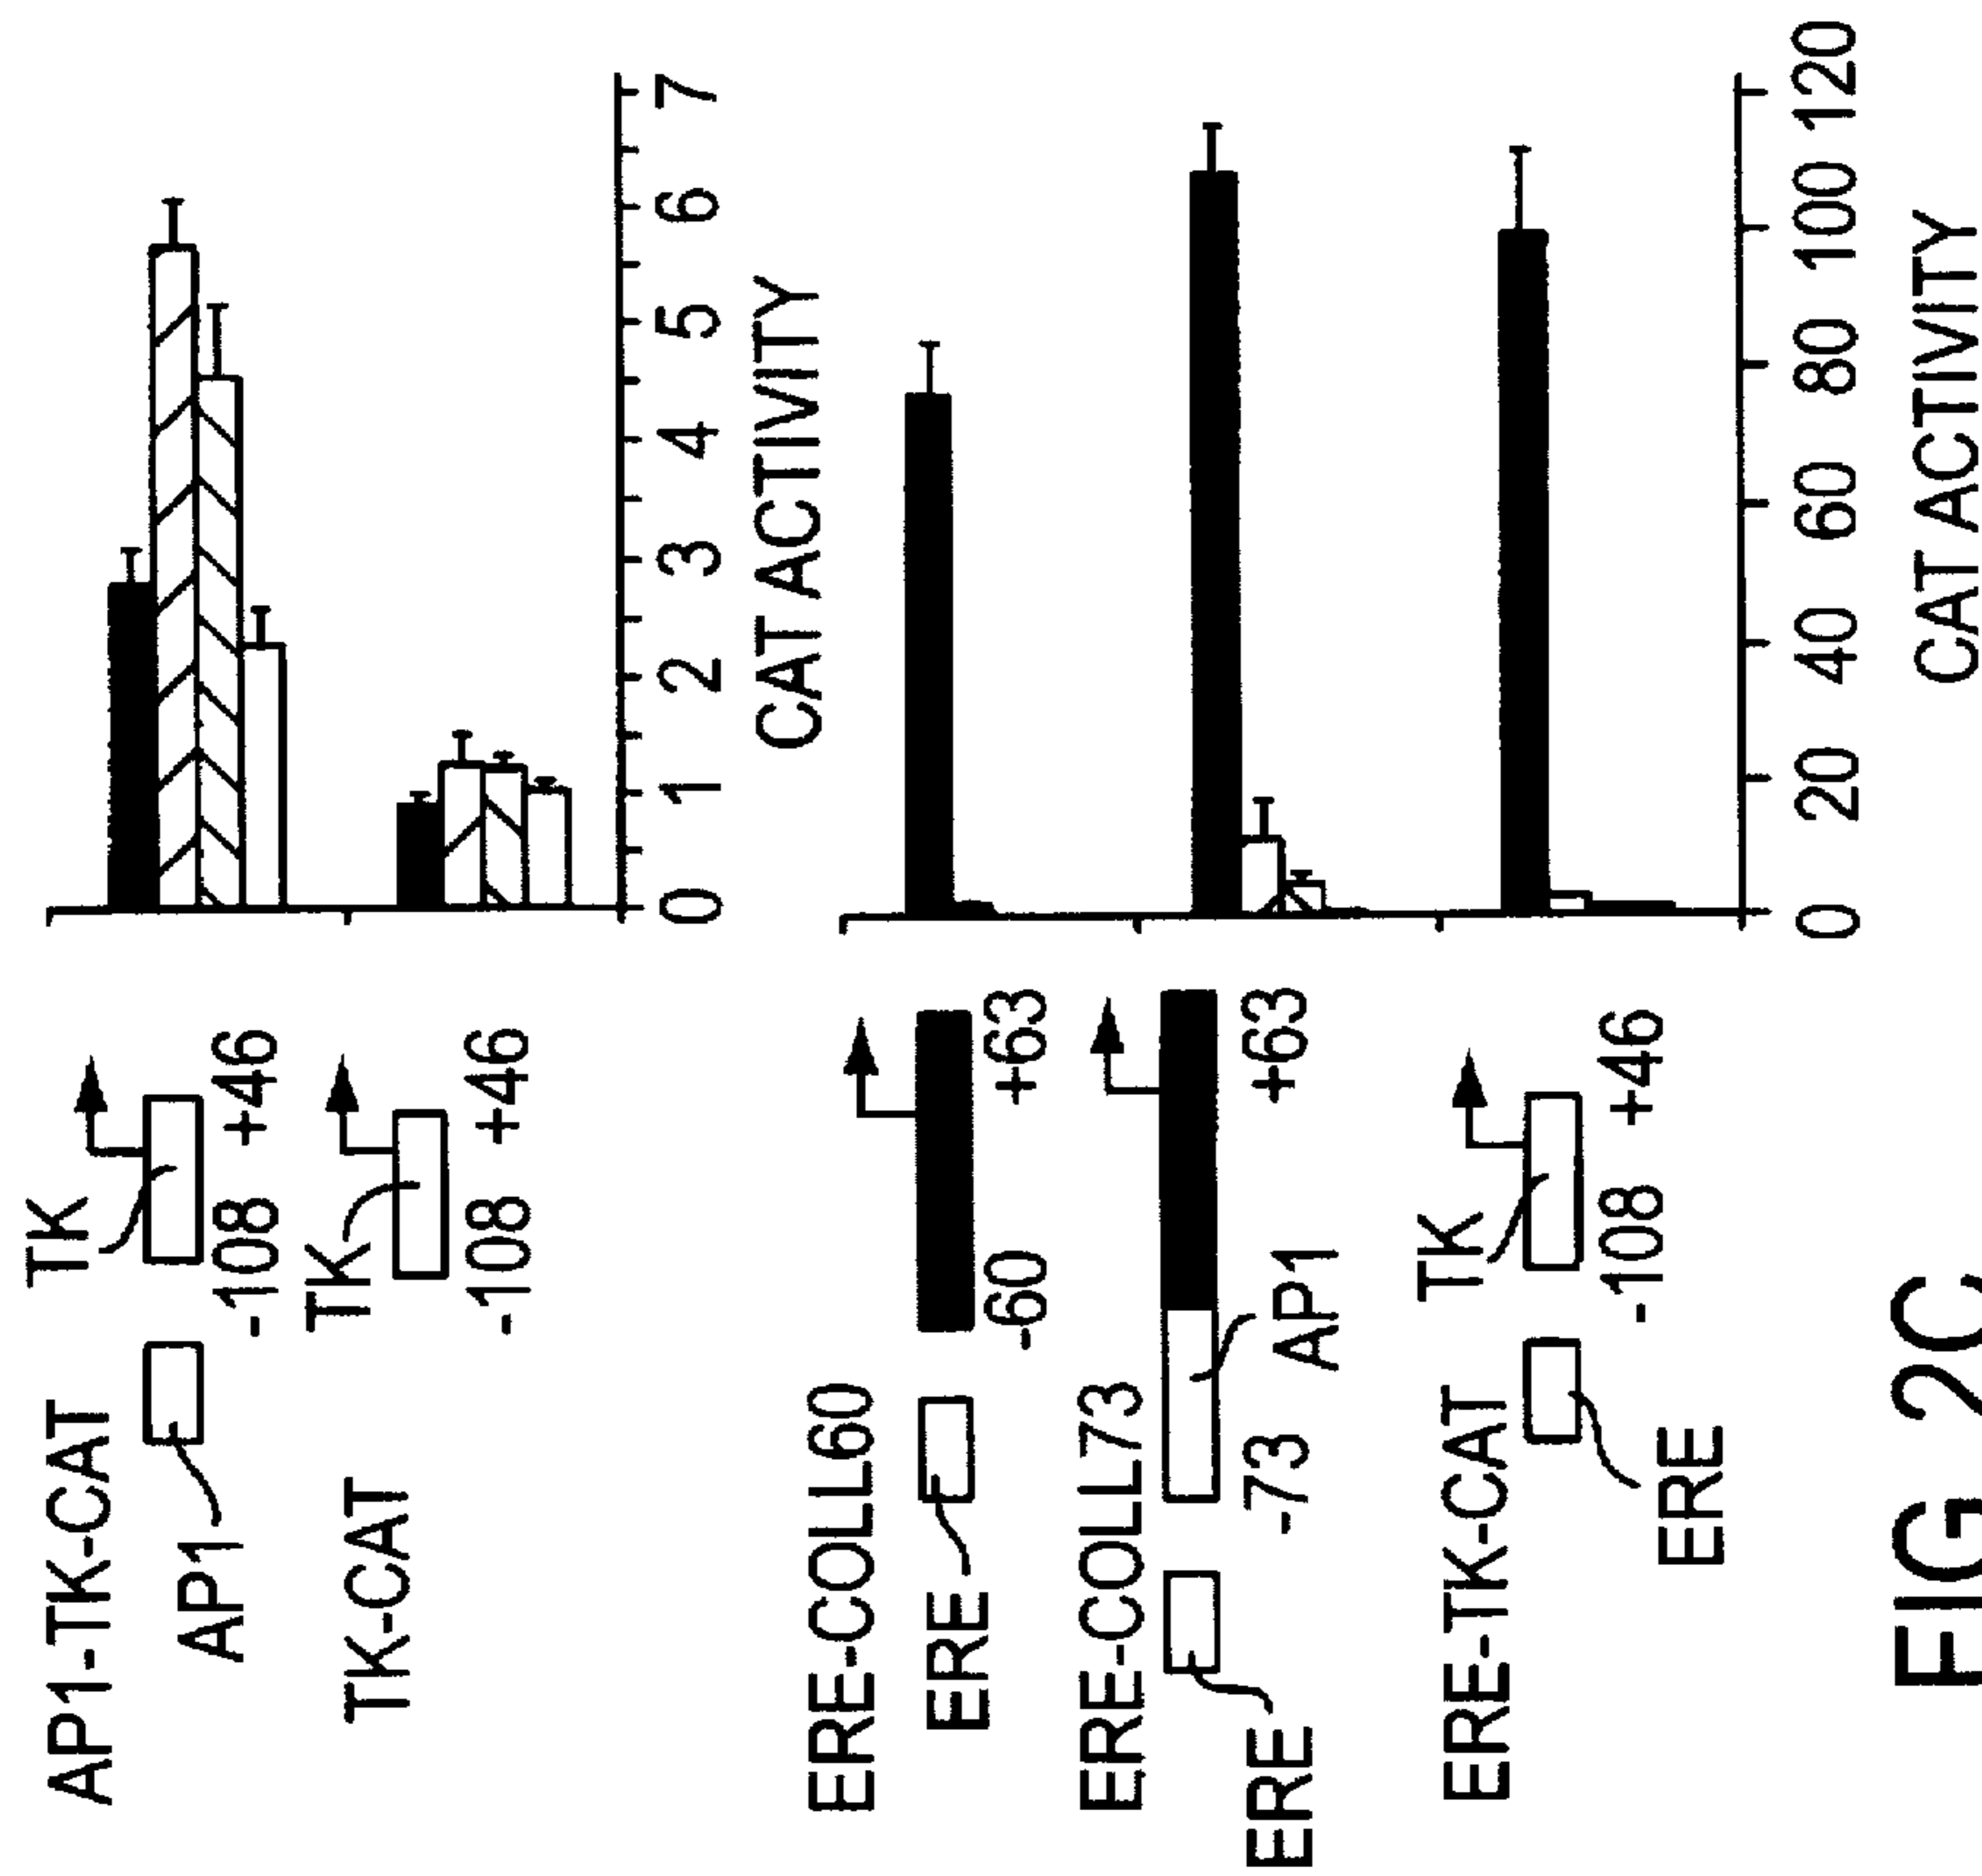 AP1-TK-CAT
TK
AP1
-108 +46
TK-CAT
TK
-108 +46
0 1 2 3 4 5 6 7
CAT ACTIVITY
ERE-COLL60
ERE
-60 +63
ERE-COLL73
-73 +63
ERE
AP1
ERE-TK-CAT
TK
-108 +46
ERE
0 20 40 60 80 100 120
CAT ACTIVITY
FIG 2C